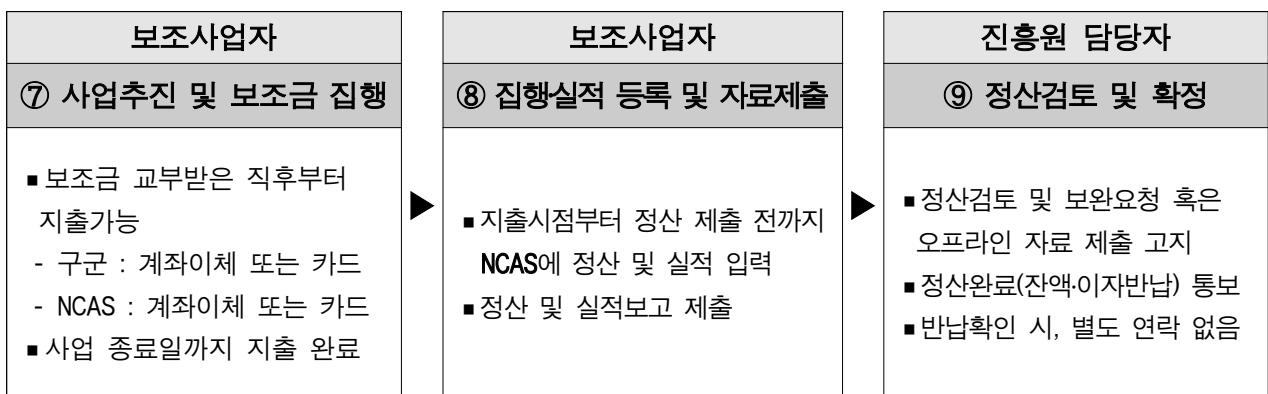 보조사업자
⑦ 사업추진 및 보조금 집행
■ 보조금 교부받은 직후부터
지출가능
- 구군 : 계좌이체 또는 카드
- NCAS : 계좌이체 또는 카드
■ 사업 종료일까지 지출 완료
▶
보조사업자
⑧ 집행·실적 등록 및 자료제출
■ 지출시점부터 정산 제출 전까지
NCAS에 정산 및 실적 입력
■ 정산 및 실적보고 제출
▶
진흥원 담당자
⑨ 정산검토 및 확정
■ 정산검토 및 보완요청 혹은
오프라인 자료 제출 고지
■ 정산완료(잔액·이자반납) 통보
■ 반납확인 시, 별도 연락 없음